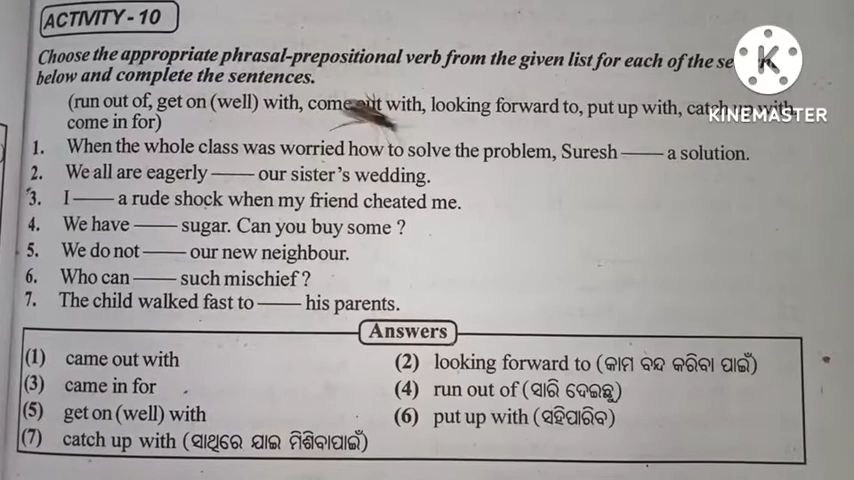 ACTIVITY - 10
Choose the appropriate phrasal-prepositional verb from the given list for each of the se
below and complete the sentences.
(run out of, get on (well) with, come out with, looking forward to, put up with, catch up with,
come in for)
KINEMASTER
1. When the whole class was worried how to solve the problem, Suresh —— a solution.
2. We all are eagerly —— our sister's wedding.
3. I —— a rude shock when my friend cheated me.
4. We have —— sugar. Can you buy some ?
5. We do not —— our new neighbour.
6. Who can —— such mischief ?
7. The child walked fast to —— his parents.
Answers
(1) came out with (2) looking forward to (କାମ ବନ୍ଦ କରିବା ପାଇଁ)
(3) came in for (4) run out of (ସାରି ଦେଇଛୁ)
(5) get on (well) with (6) put up with (ସହିପାରିବ)
(7) catch up with (ସାଥିରେ ଯାଇ ମିଶିବାପାଇଁ)